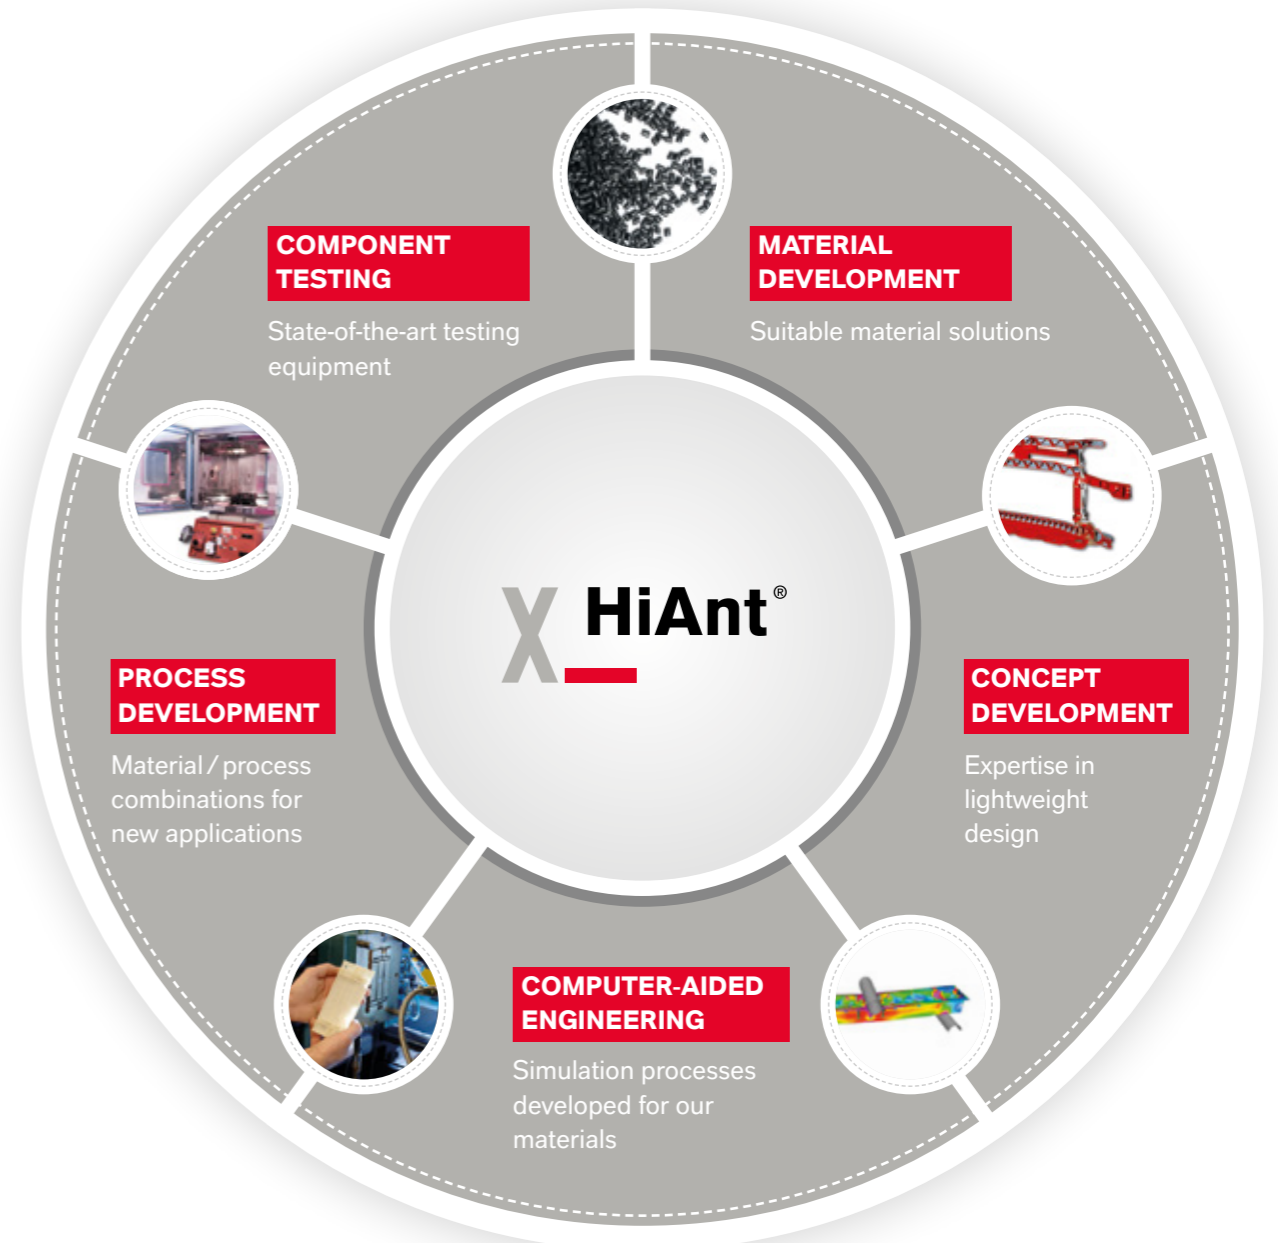 COMPONENT
TESTING
State-of-the-art testing
equipment
MATERIAL
DEVELOPMENT
Suitable material solutions
X HiAnt®
PROCESS
DEVELOPMENT
Material / process
combinations for
new applications
CONCEPT
DEVELOPMENT
Expertise in
lightweight
design
COMPUTER-AIDED
ENGINEERING
Simulation processes
developed for our
materials